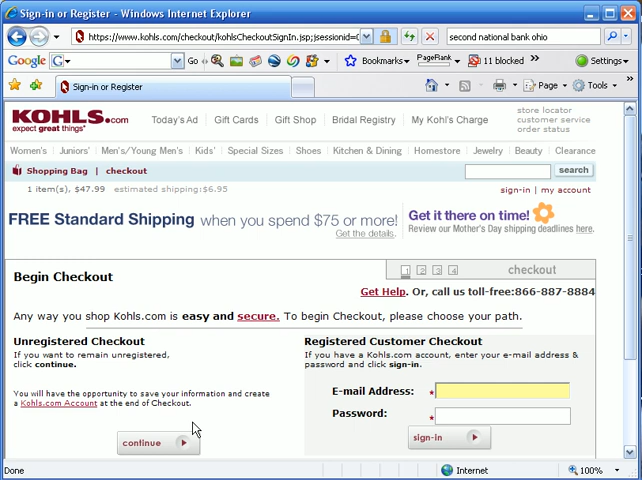 Sign-in or Register - Windows Internet Explorer
https://www.kohls.com/checkout/kohlsCheckoutSignIn.jsp;jsessionid=
second national bank ohio
Google
Go
Bookmarks
PageRank
11 blocked
Settings
Sign-in or Register
Page
Tools
KOHLS.com
expect great things
Today's Ad
Gift Cards
Gift Shop
Bridal Registry
My Kohl's Charge
store locator
customer service
order status
Women's
Juniors'
Men's/Young Men's
Kids'
Special Sizes
Shoes
Kitchen & Dining
Homestore
Jewelry
Beauty
Clearance
Shopping Bag | checkout
search
1 item(s), $47.99 estimated shipping:$6.95
sign-in | my account
FREE Standard Shipping when you spend $75 or more!
Get the details.
Get it there on time!
Review our Mother's Day shipping deadlines here.
Begin Checkout
1 2 3 4 checkout
Get Help. Or, call us toll-free:866-887-8884
Any way you shop Kohls.com is easy and secure. To begin Checkout, please choose your path.
Unregistered Checkout
If you want to remain unregistered,
click continue.
You will have the opportunity to save your information and create
a Kohls.com Account at the end of Checkout.
continue
Registered Customer Checkout
If you have a Kohls.com account, enter your e-mail address &
password and click sign-in.
E-mail Address: *
Password: *
sign-in
Done
Internet
100%